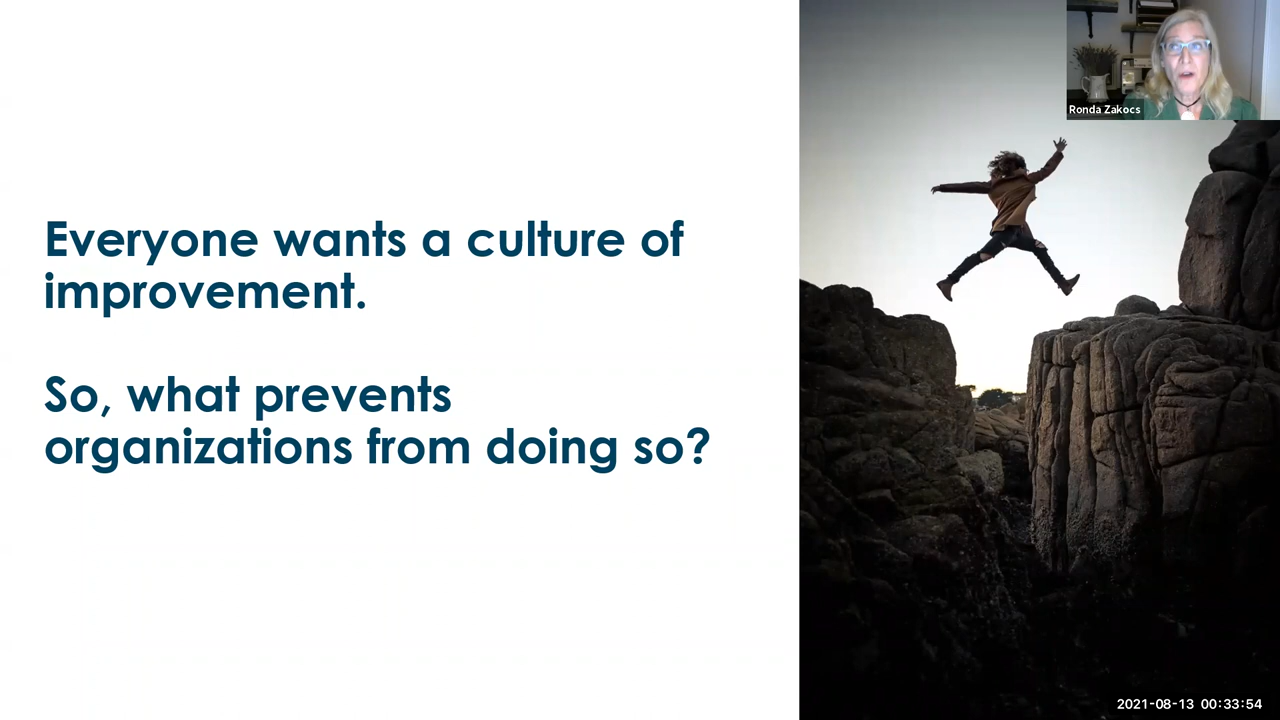 Everyone wants a culture of
improvement.
So, what prevents
organizations from doing so?
Ronda Zakocs
2021-08-13 00:33:54